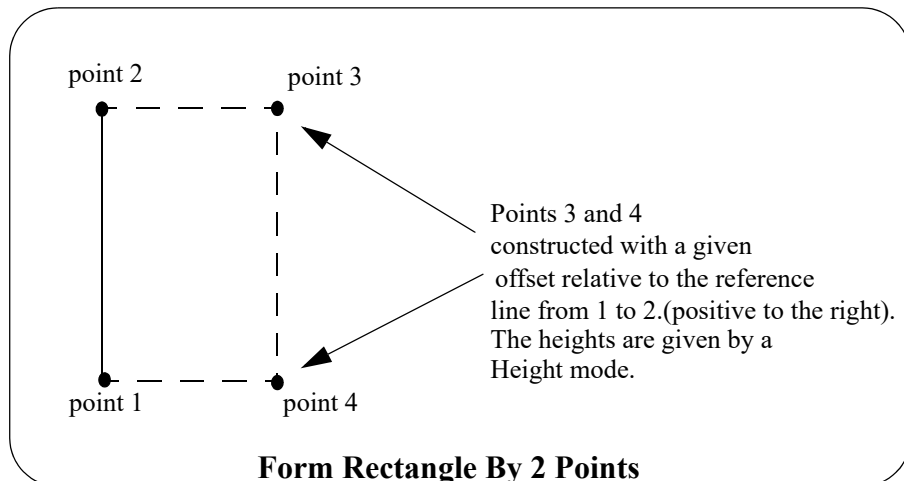 point 2
point 3
Points 3 and 4
constructed with a given
offset relative to the reference
line from 1 to 2.(positive to the right).
The heights are given by a
Height mode.
point 1
point 4
Form Rectangle By 2 Points